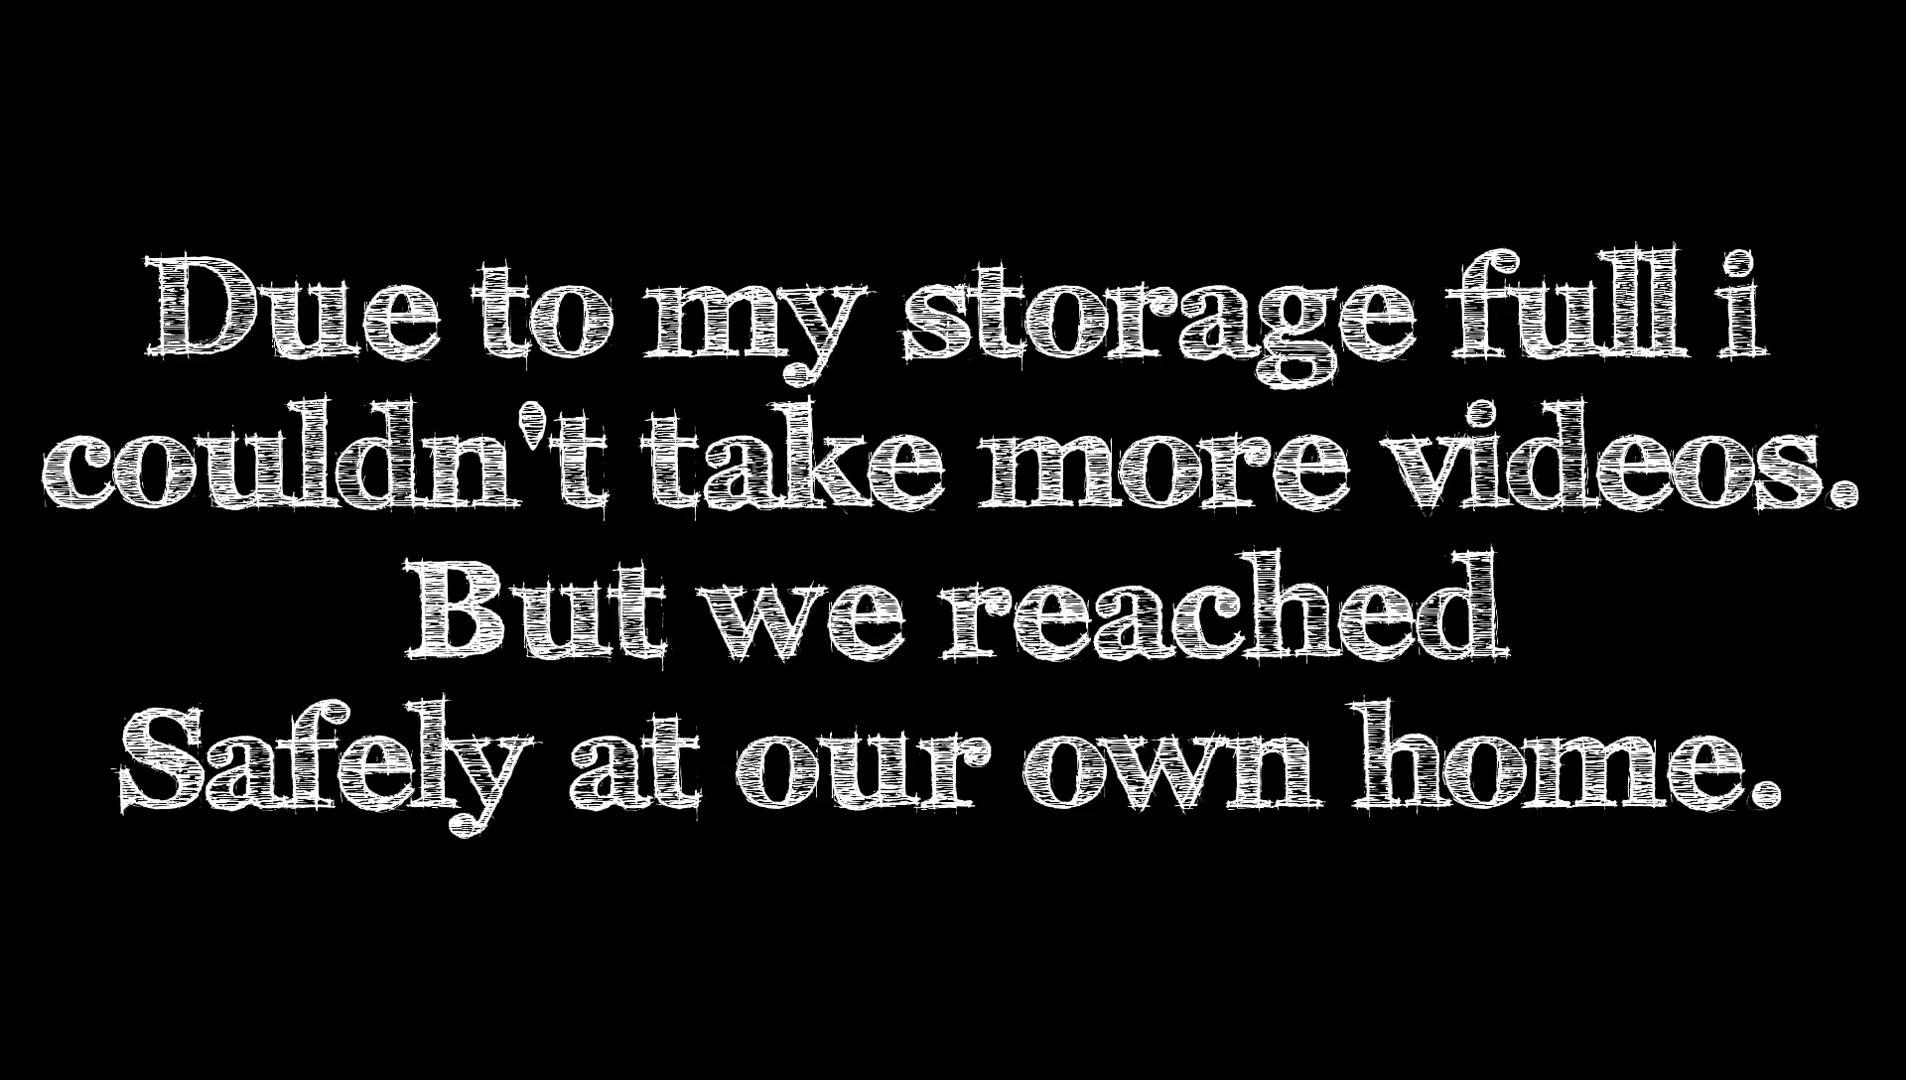 Due to my storage full i
couldn't take more videos.
But we reached
Safely at our own home.